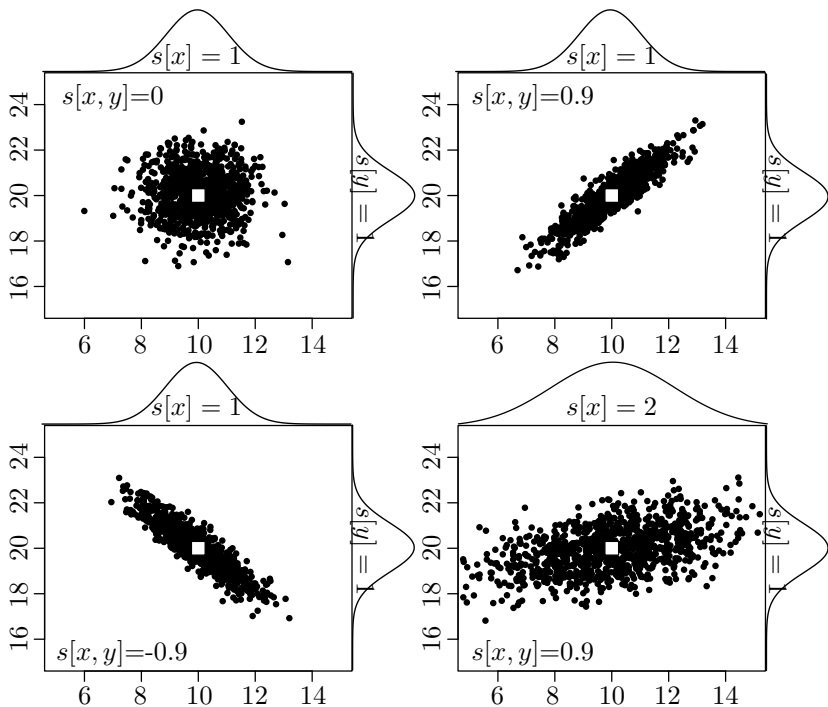 s[x] = 1
s[x, y]=0
s[y] = 1
24
22
20
18
16
6 8 10 12 14
s[x] = 1
s[x, y]=0.9
s[y] = 1
24
22
20
18
16
6 8 10 12 14
s[x] = 1
s[y] = 1
24
22
20
18
16
s[x, y]=-0.9
6 8 10 12 14
s[x] = 2
s[y] = 1
24
22
20
18
16
s[x, y]=0.9
6 8 10 12 14